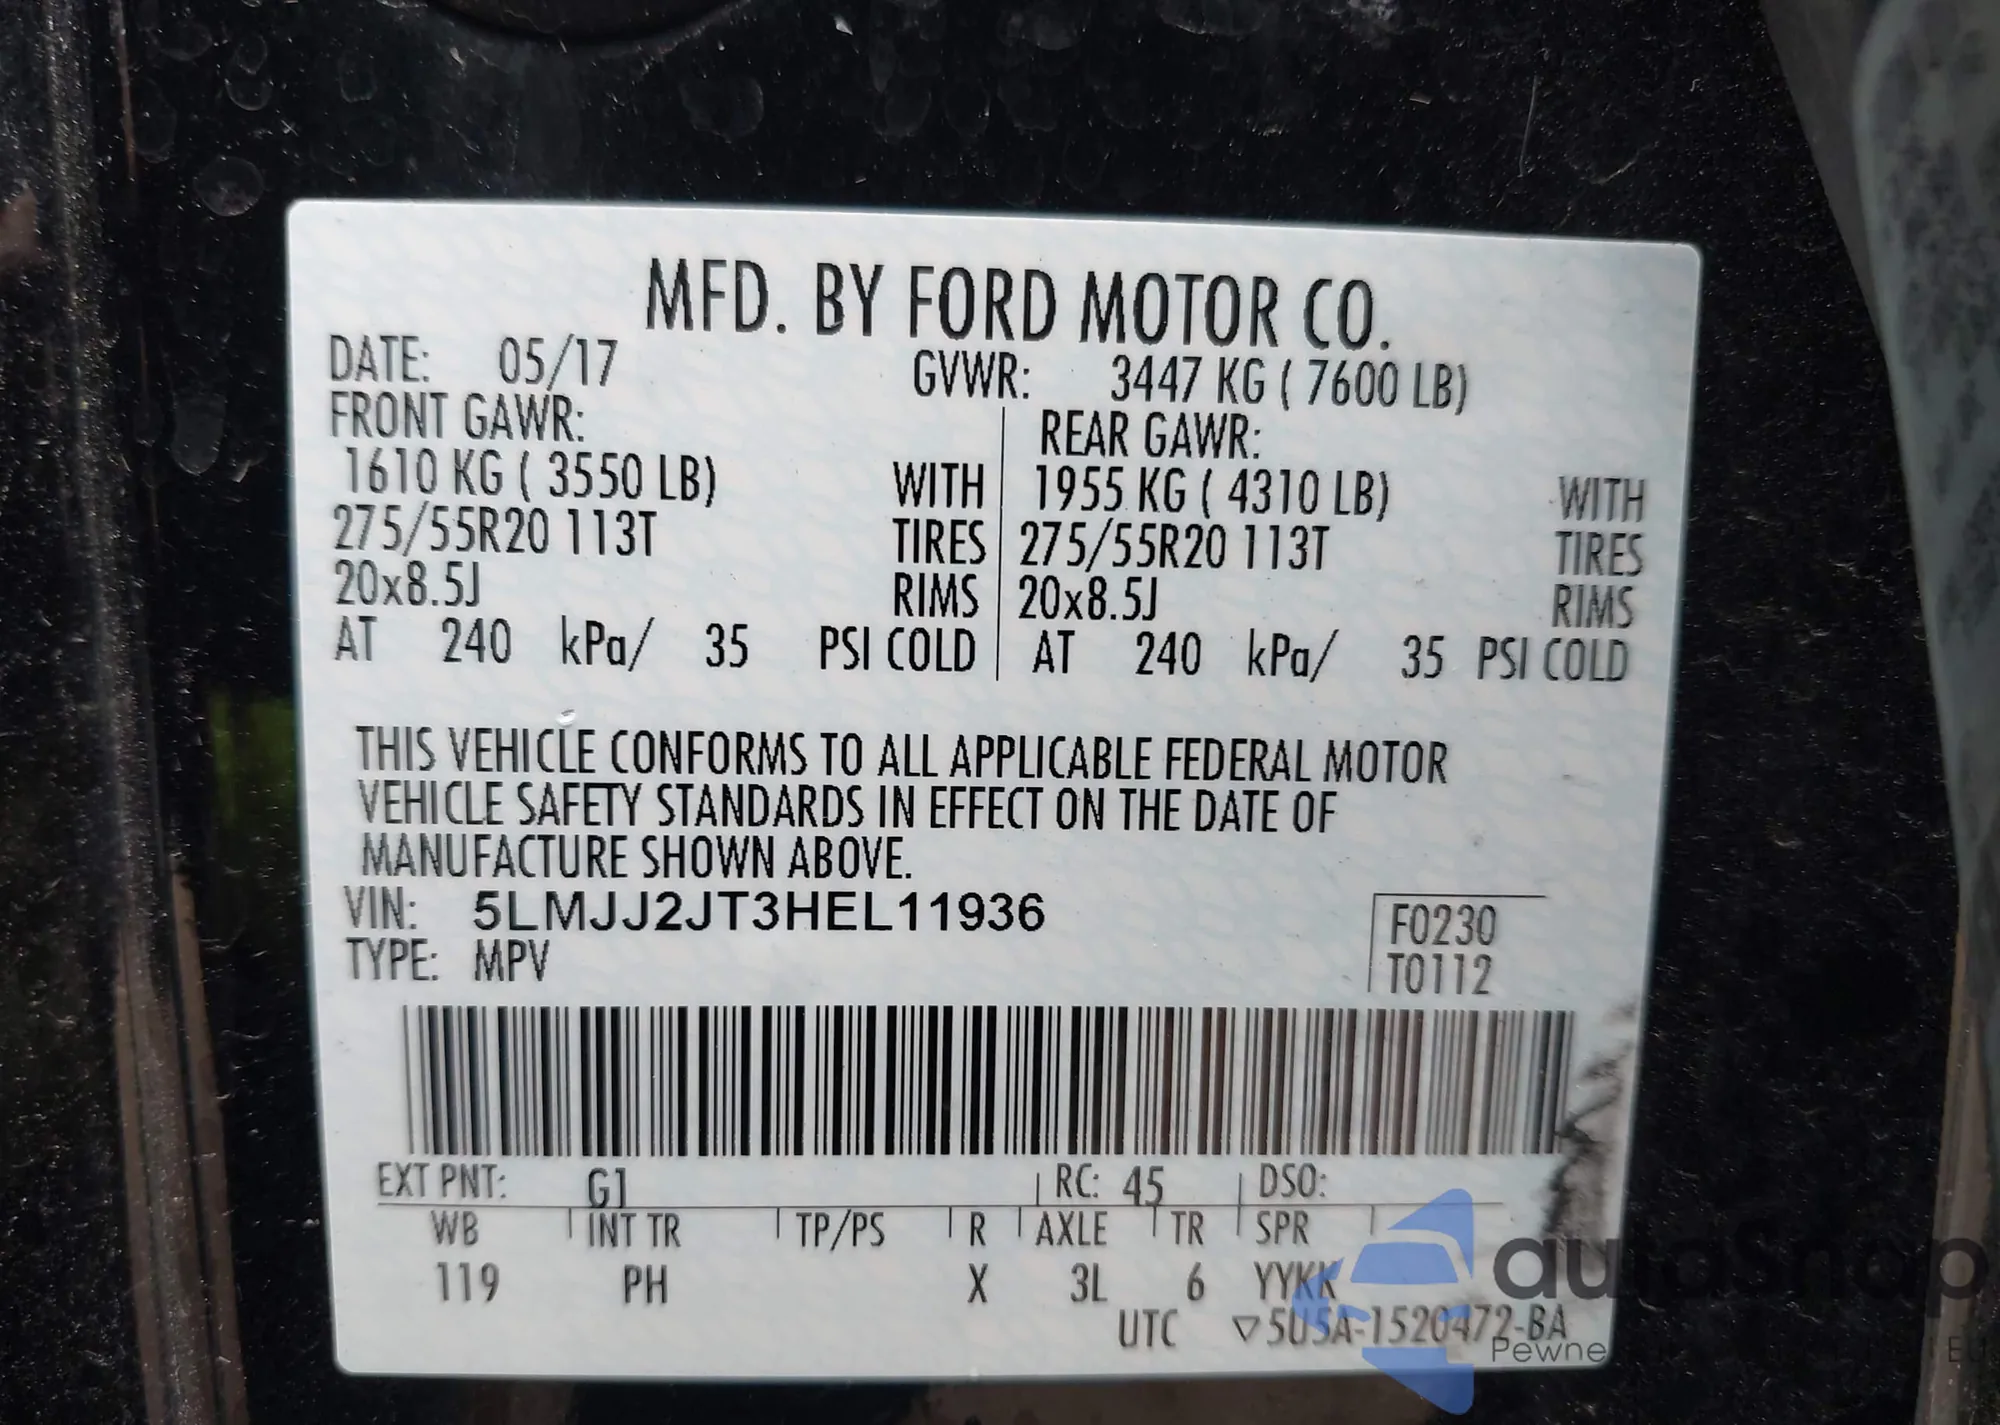 MFD. BY FORD MOTOR CO.
DATE: 05/17 GVWR: 3447 KG ( 7600 LB)
FRONT GAWR: REAR GAWR:
1610 KG ( 3550 LB) WITH 1955 KG ( 4310 LB) WITH
275/55R20 113T TIRES 275/55R20 113T TIRES
20x8.5J RIMS 20x8.5J RIMS
AT 240 kPa/ 35 PSI COLD AT 240 kPa/ 35 PSI COLD
THIS VEHICLE CONFORMS TO ALL APPLICABLE FEDERAL MOTOR
VEHICLE SAFETY STANDARDS IN EFFECT ON THE DATE OF
MANUFACTURE SHOWN ABOVE.
VIN: 5LMJJ2JT3HEL11936 F0230
TYPE: MPV T0112
EXT PNT: G1 RC: 45 DSO:
WB INT TR TP/PS R AXLE TR SPR
119 PH X 3L 6 YYKK
UTC ▽5U5A-1520472-BA
autosnap
Pewne